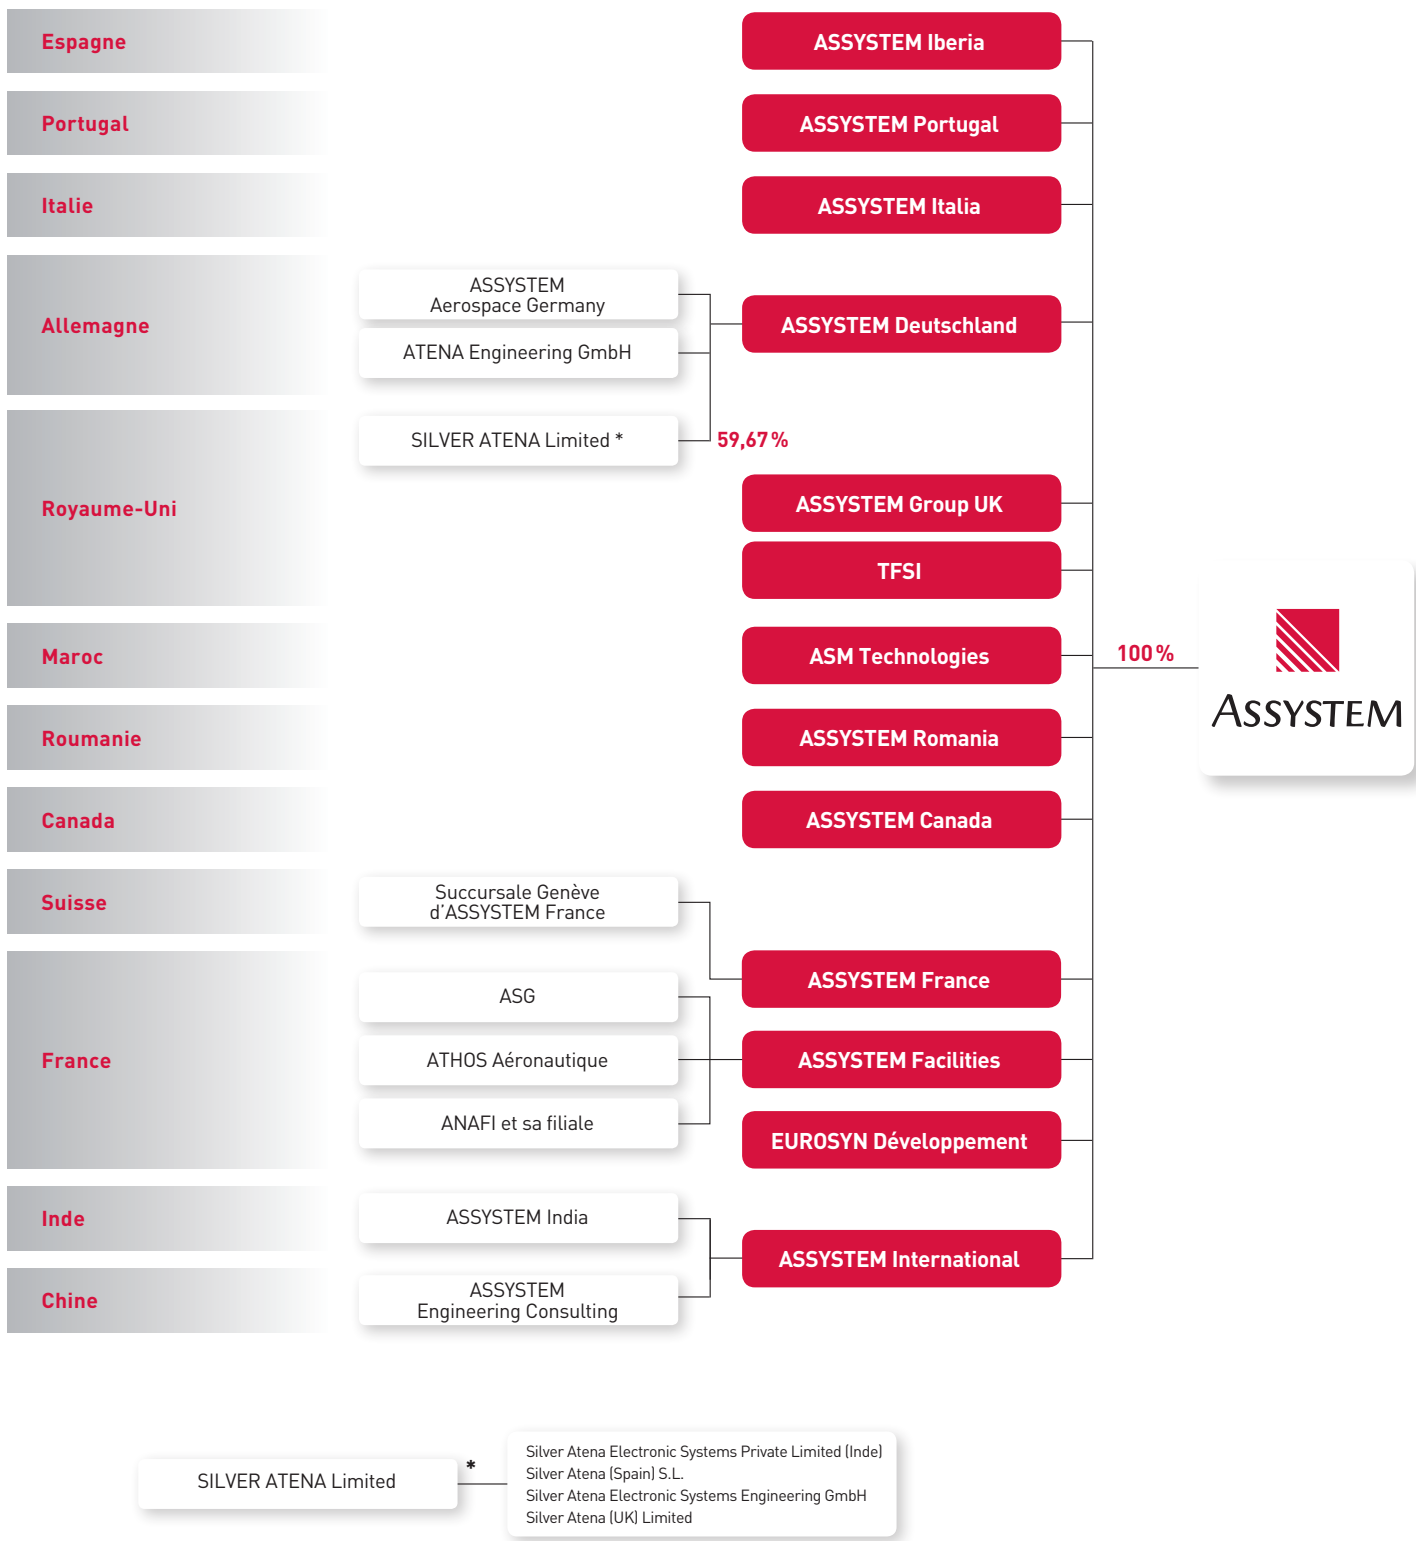 Espagne
ASSYSTEM Iberia
Portugal
ASSYSTEM Portugal
Italie
ASSYSTEM Italia
Allemagne
ASSYSTEM
Aerospace Germany
ATENA Engineering GmbH
ASSYSTEM Deutschland
SILVER ATENA Limited *
59,67 %
Royaume-Uni
ASSYSTEM Group UK
TFSI
Maroc
ASM Technologies
100 %
ASSYSTEM
Roumanie
ASSYSTEM Romania
Canada
ASSYSTEM Canada
Suisse
Succursale Genève
d’ASSYSTEM France
ASSYSTEM France
France
ASG
ATHOS Aéronautique
ASSYSTEM Facilities
ANAFI et sa filiale
EUROSYN Développement
Inde
ASSYSTEM India
ASSYSTEM International
Chine
ASSYSTEM
Engineering Consulting
SILVER ATENA Limited
*
Silver Atena Electronic Systems Private Limited (Inde)
Silver Atena (Spain) S.L.
Silver Atena Electronic Systems Engineering GmbH
Silver Atena (UK) Limited